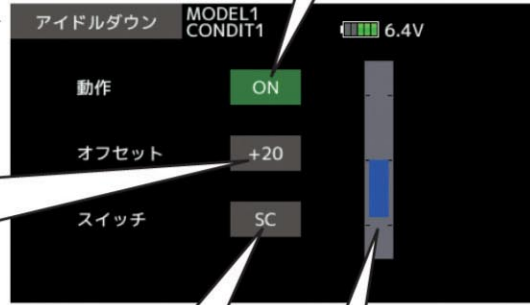 アイドルダウン
MODEL1
CONDIT1
6.4V
動作
ON
オフセット
+20
スイッチ
SC